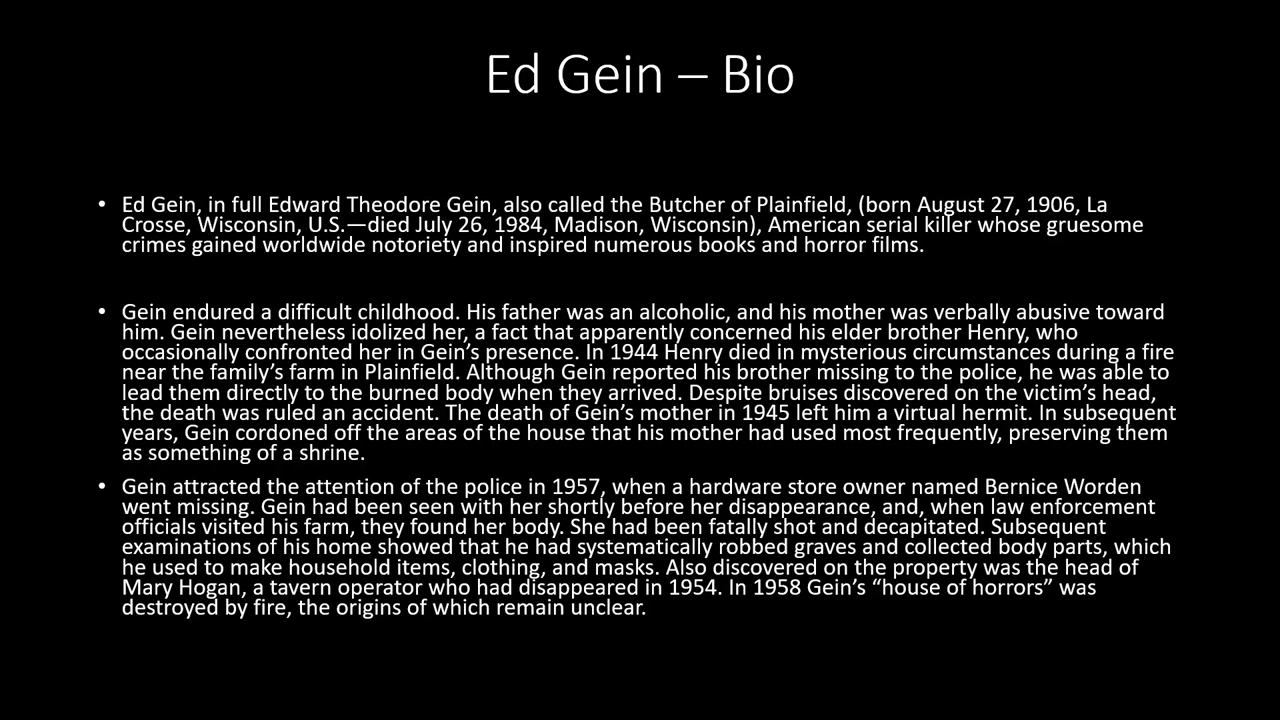 Ed Gein – Bio
• Ed Gein, in full Edward Theodore Gein, also called the Butcher of Plainfield, (born August 27, 1906, La
Crosse, Wisconsin, U.S.—died July 26, 1984, Madison, Wisconsin), American serial killer whose gruesome
crimes gained worldwide notoriety and inspired numerous books and horror films.
• Gein endured a difficult childhood. His father was an alcoholic, and his mother was verbally abusive toward
him. Gein nevertheless idolized her, a fact that apparently concerned his elder brother Henry, who
occasionally confronted her in Gein’s presence. In 1944 Henry died in mysterious circumstances during a fire
near the family’s farm in Plainfield. Although Gein reported his brother missing to the police, he was able to
lead them directly to the burned body when they arrived. Despite bruises discovered on the victim’s head,
the death was ruled an accident. The death of Gein’s mother in 1945 left him a virtual hermit. In subsequent
years, Gein cordoned off the areas of the house that his mother had used most frequently, preserving them
as something of a shrine.
• Gein attracted the attention of the police in 1957, when a hardware store owner named Bernice Worden
went missing. Gein had been seen with her shortly before her disappearance, and, when law enforcement
officials visited his farm, they found her body. She had been fatally shot and decapitated. Subsequent
examinations of his home showed that he had systematically robbed graves and collected body parts, which
he used to make household items, clothing, and masks. Also discovered on the property was the head of
Mary Hogan, a tavern operator who had disappeared in 1954. In 1958 Gein’s “house of horrors” was
destroyed by fire, the origins of which remain unclear.